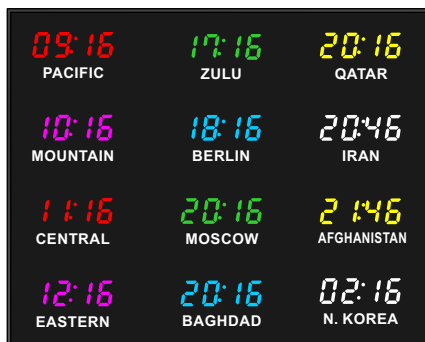 09:16 17:16 20:16
PACIFIC ZULU QATAR
10:16 18:16 20:46
MOUNTAIN BERLIN IRAN
11:16 20:16 21:46
CENTRAL MOSCOW AFGHANISTAN
12:16 20:16 02:16
EASTERN BAGHDAD N. KOREA